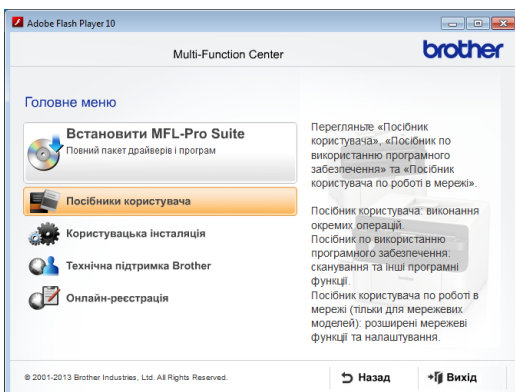 Adobe Flash Player 10
Multi-Function Center
brother
Головне меню
Встановити MFL-Pro Suite
Повний пакет драйверів і програм
Посібники користувача
Користувацька інсталяція
Технічна підтримка Brother
Онлайн-реєстрація
Перегляньте «Посібник
користувача», «Посібник по
використанню програмного
забезпечення» та «Посібник
користувача по роботі в мережі».
Посібник користувача: виконання
окремих операцій.
Посібник по використанню
програмного забезпечення:
сканування та інші програмні
функції.
Посібник користувача по роботі в
мережі (тільки для мережевих
моделей): розширені мережеві
функції та налаштування.
© 2001-2013 Brother Industries, Ltd. All Rights Reserved.
Назад
Вихід